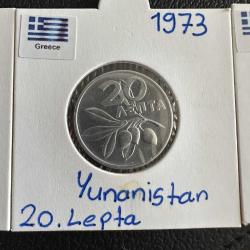 1973
Greece
20
ΛΕΠΤΑ
Yunanistan
20. Lepta